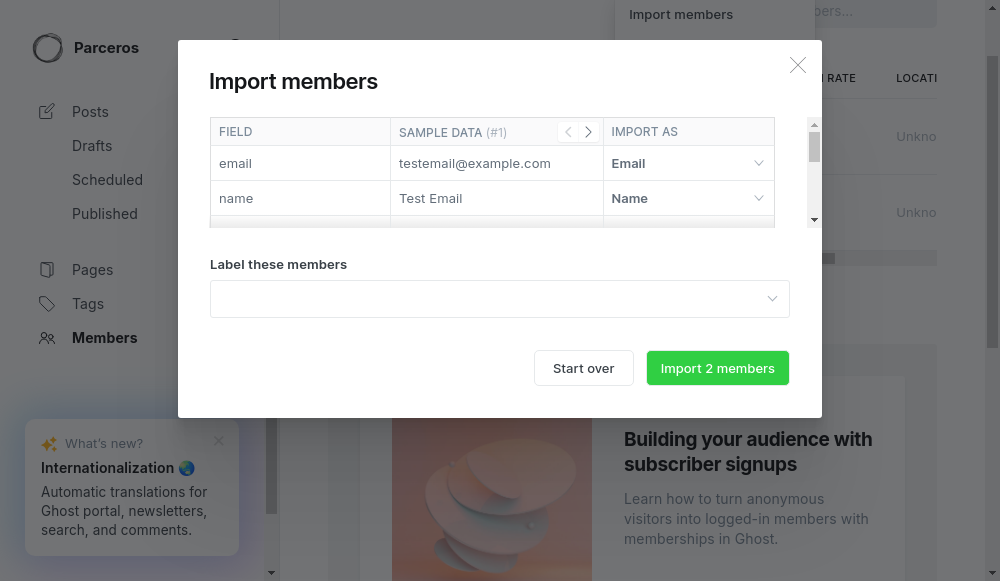 Import members
Parceros
Posts
Drafts
Scheduled
Published
Pages
Tags
Members
RATE
LOCATI
Unkno
Unkno
Import members
FIELD
SAMPLE DATA (#1)
IMPORT AS
email
testemail@example.com
Email
name
Test Email
Name
Label these members
Start over
Import 2 members
What's new?
Internationalization
Automatic translations for
Ghost portal, newsletters,
search, and comments.
Building your audience with
subscriber signups
Learn how to turn anonymous
visitors into logged-in members with
memberships in Ghost.